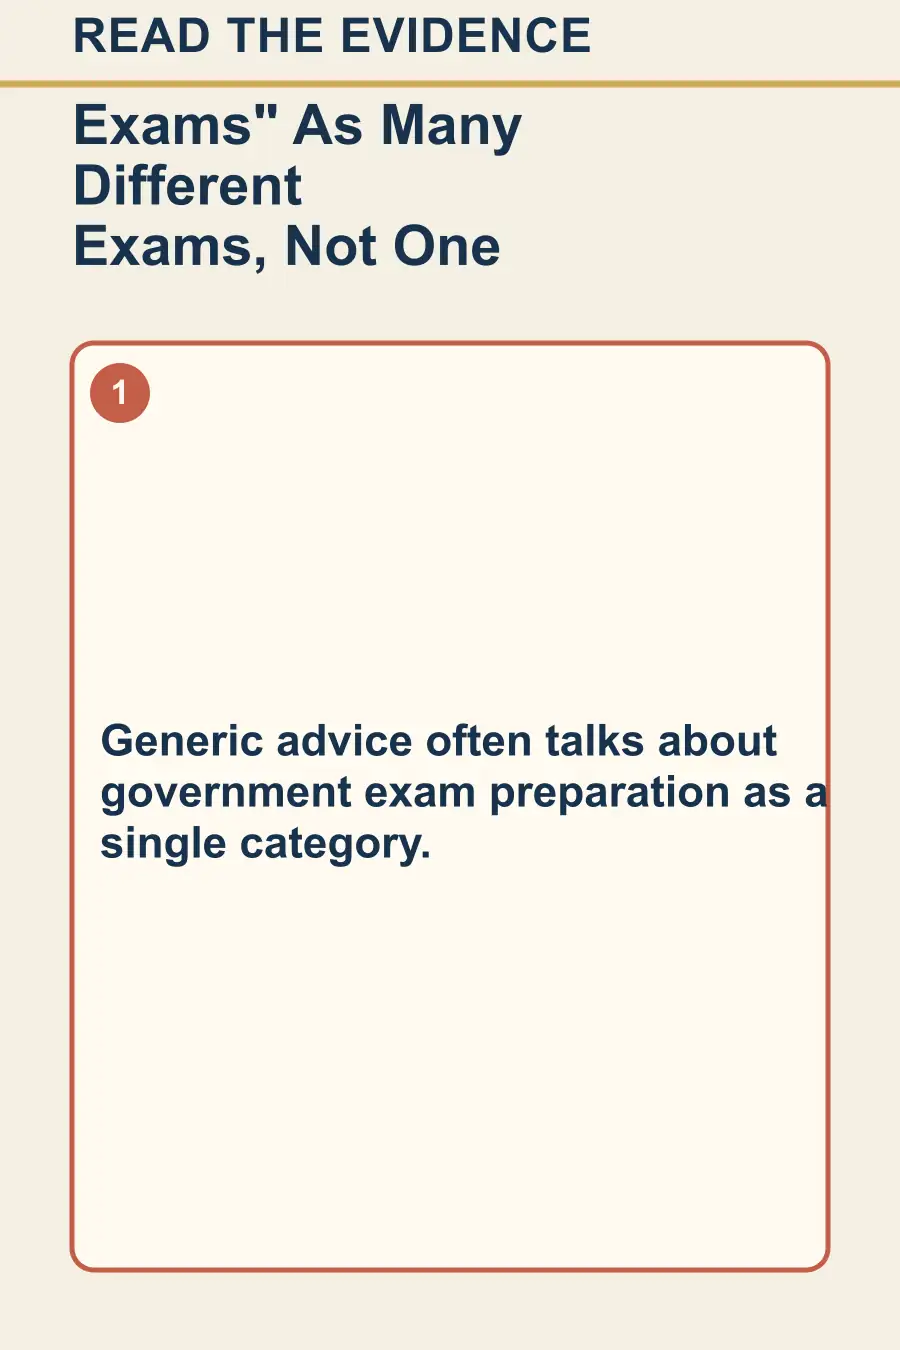 READ THE EVIDENCE
Exams" As Many
Different
Exams, Not One
1
Generic advice often talks about
government exam preparation as a
single category.